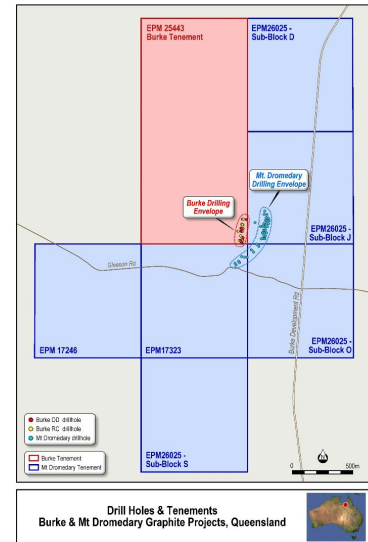 EPM 25443
Burke Tenement
EPM26025 -
Sub-Block D
Mt. Dromedary
Drilling Envelope
Burke Drilling
Envelope
EPM26025 -
Sub-Block J
Gleeson Rd
Burke Development Rd
EPM 17246
EPM17323
EPM26025 -
Sub-Block O
Burke DD drillhole
Burke RC drillhole
Mt Dromedary drillhole
Burke Tenement
Mt Dromedary Tenement
EPM26025 -
Sub-Block S
0 500m
Drill Holes & Tenements
Burke & Mt Dromedary Graphite Projects, Queensland